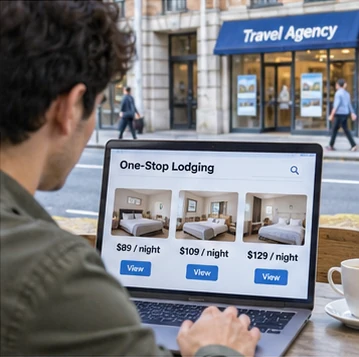 Travel Agency
One-Stop Lodging
$89 / night
$109 / night
$129 / night
View
View
View